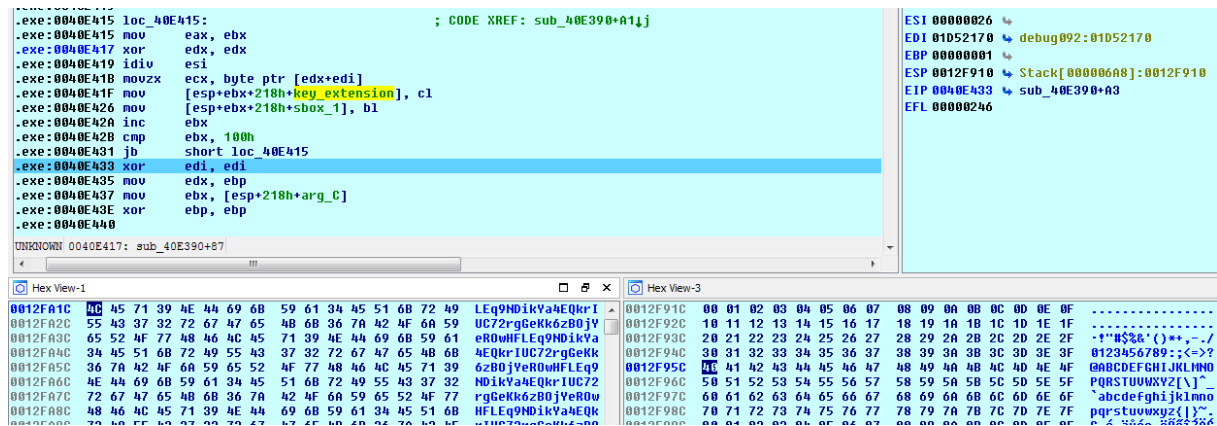 .exe:0040E415 loc_40E415: ; CODE XREF: sub_40E390+A1↓j
.exe:0040E415 mov eax, ebx
.exe:0040E417 xor edx, edx
.exe:0040E419 idiv esi
.exe:0040E41B movzx ecx, byte ptr [edx+edi]
.exe:0040E41F mov [esp+ebx+218h+key_extension], cl
.exe:0040E426 mov [esp+ebx+218h+sbox_1], bl
.exe:0040E42A inc ebx
.exe:0040E42B cmp ebx, 100h
.exe:0040E431 jb short loc_40E415
.exe:0040E433 xor edi, edi
.exe:0040E435 mov edx, ebp
.exe:0040E437 mov ebx, [esp+218h+arg_C]
.exe:0040E43E xor ebp, ebp
.exe:0040E440
UNKNOWN 0040E417: sub_40E390+87
ESI 00000026
EDI 01D52170 debug092:01D52170
EBP 00000001
ESP 0012F910 Stack[000006A8]:0012F910
EIP 0040E433 sub_40E390+A3
EFL 00000246
Hex View-1
0012FA1C 4C 45 71 39 4E 44 69 6B 59 61 34 45 51 6B 72 49 LEq9NDikYa4EQkrI
0012FA2C 55 43 37 32 72 67 47 65 4B 6B 36 7A 42 4F 6A 59 UC72rgGeKk6zBOjY
0012FA3C 65 52 4F 77 48 46 4C 45 71 39 4E 44 69 6B 59 61 eROwHFLEq9NDikYa
0012FA4C 34 45 51 6B 72 49 55 43 37 32 72 67 47 65 4B 6B 4EQkrIUC72rgGeKk
0012FA5C 36 7A 42 4F 6A 59 65 52 4F 77 48 46 4C 45 71 39 6zBOjYeROwHFLEq9
0012FA6C 4E 44 69 6B 59 61 34 45 51 6B 72 49 55 43 37 32 NDikYa4EQkrIUC72
0012FA7C 72 67 47 65 4B 6B 36 7A 42 4F 6A 59 65 52 4F 77 rgGeKk6zBOjYeROw
0012FA8C 48 46 4C 45 71 39 4E 44 69 6B 59 61 34 45 51 6B HFLEq9NDikYa4EQk
Hex View-3
0012F91C 00 01 02 03 04 05 06 07 08 09 0A 0B 0C 0D 0E 0F ................
0012F92C 10 11 12 13 14 15 16 17 18 19 1A 1B 1C 1D 1E 1F ................
0012F93C 20 21 22 23 24 25 26 27 28 29 2A 2B 2C 2D 2E 2F ·!"#$%&'()*+,-./
0012F94C 30 31 32 33 34 35 36 37 38 39 3A 3B 3C 3D 3E 3F 0123456789:;<=>?
0012F95C 40 41 42 43 44 45 46 47 48 49 4A 4B 4C 4D 4E 4F @ABCDEFGHIJKLMNO
0012F96C 50 51 52 53 54 55 56 57 58 59 5A 5B 5C 5D 5E 5F PQRSTUVWXYZ[\]^_
0012F97C 60 61 62 63 64 65 66 67 68 69 6A 6B 6C 6D 6E 6F `abcdefghijklmno
0012F98C 70 71 72 73 74 75 76 77 78 79 7A 7B 7C 7D 7E 7F pqrstuvwxyz{|}~.